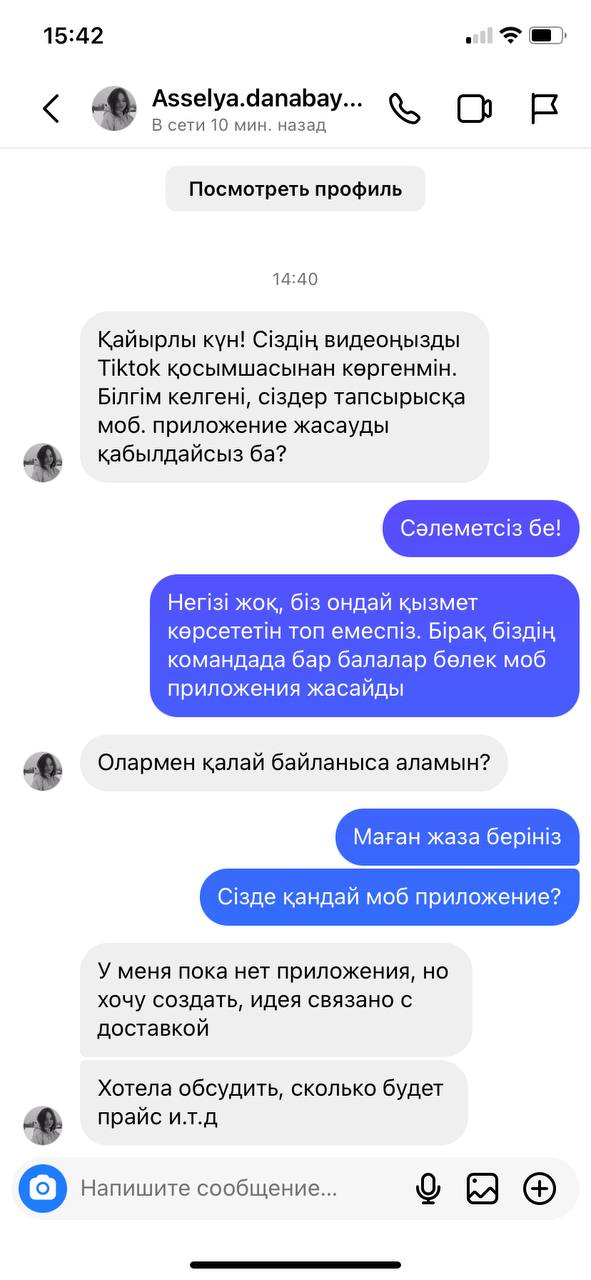 15:42
Asselya.danabay...
В сети 10 мин. назад
Посмотреть профиль
14:40
Қайырлы күн! Сіздің видеоңызды
Tiktok қосымшасынан көргенмін.
Білгім келгені, сіздер тапсырысқа
моб. приложение жасауды
қабылдайсыз ба?
Сәлеметсіз бе!
Негізі жоқ, біз ондай қызмет
көрсететін топ емеспіз. Бірақ біздің
командада бар балалар бөлек моб
приложения жасайды
Олармен қалай байланыса аламын?
Маған жаза берініз
Сізде қандай моб приложение?
У меня пока нет приложения, но
хочу создать, идея связано с
доставкой
Хотела обсудить, сколько будет
прайс и.т.д
Напишите сообщение...